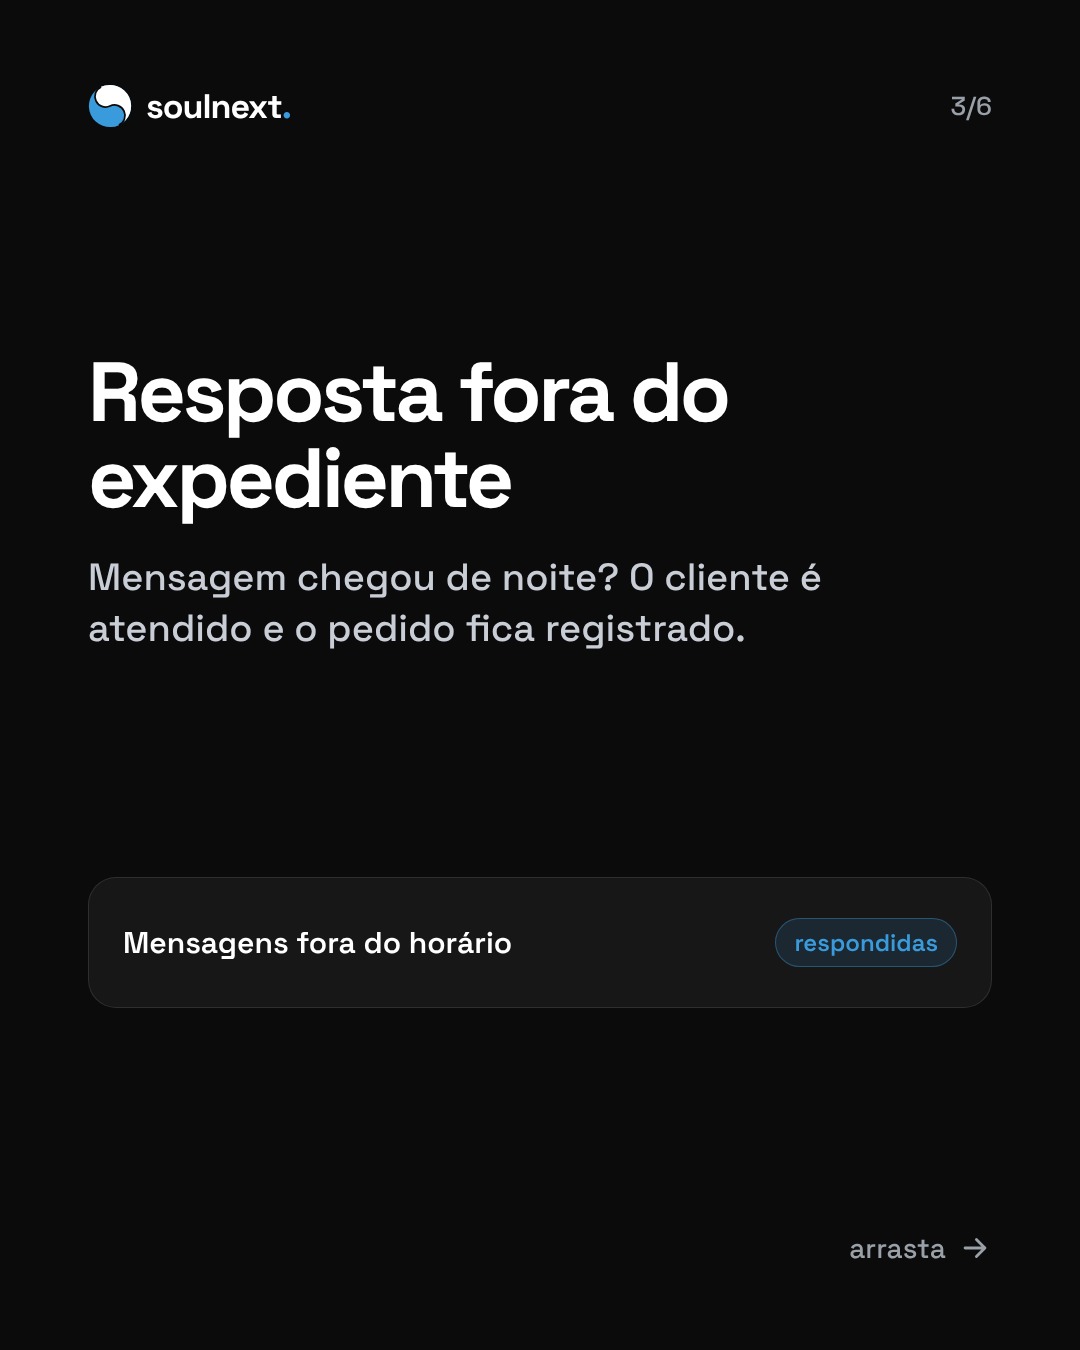 soulnext.
3/6
Resposta fora do
expediente
Mensagem chegou de noite? O cliente é
atendido e o pedido fica registrado.
Mensagens fora do horário
respondidas
arrasta →